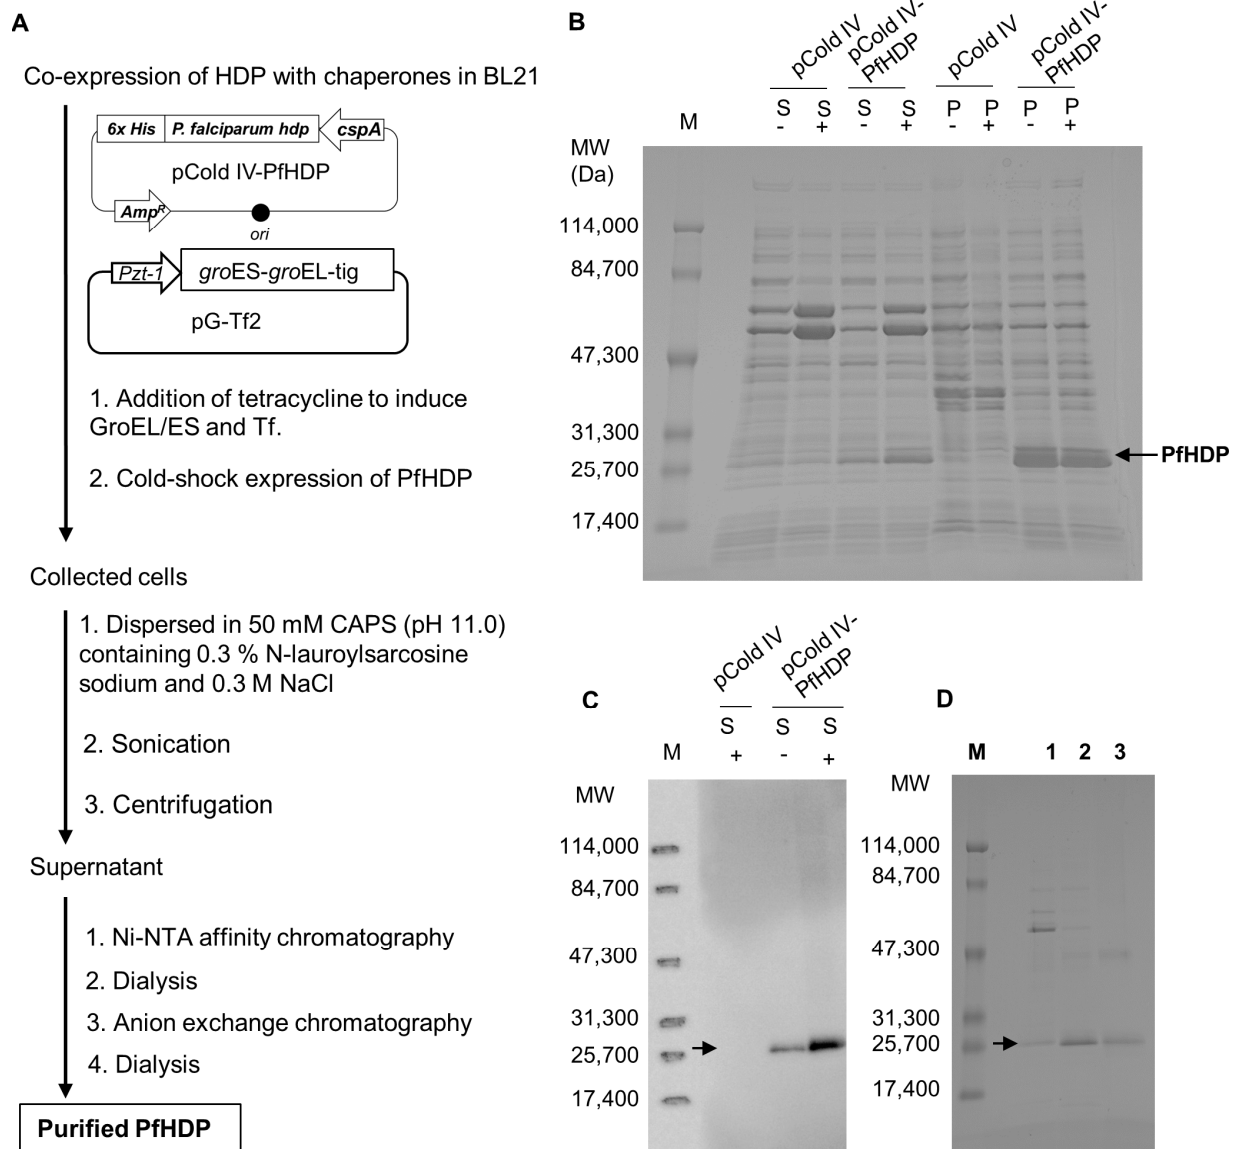 A
Co-expression of HDP with chaperones in BL21
6x His P. falciparum hdp cspA
pCold IV-PfHDP
Amp^R
ori
Pzt-1 groES-groEL-tig
pG-Tf2
1. Addition of tetracycline to induce
GroEL/ES and Tf.
2. Cold-shock expression of PfHDP
Collected cells
1. Dispersed in 50 mM CAPS (pH 11.0)
containing 0.3 % N-lauroylsarcosine
sodium and 0.3 M NaCl
2. Sonication
3. Centrifugation
Supernatant
1. Ni-NTA affinity chromatography
2. Dialysis
3. Anion exchange chromatography
4. Dialysis
Purified PfHDP
B
pCold IV
pCold IV-
PfHDP
pCold IV
pCold IV-
PfHDP
S S S S P P P P
M - + - + - + - +
MW
(Da)
114,000
84,700
47,300
31,300
25,700
17,400
PfHDP
C
pCold IV
pCold IV-
PfHDP
S S S
M + - +
MW
114,000
84,700
47,300
31,300
25,700
17,400
D
M 1 2 3
MW
114,000
84,700
47,300
31,300
25,700
17,400